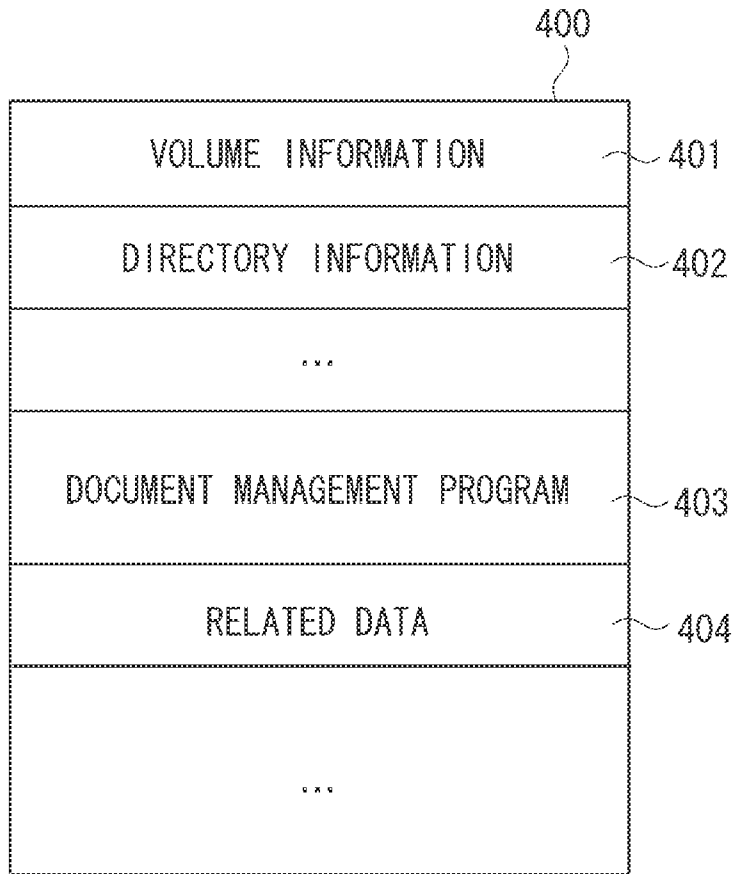 400
VOLUME INFORMATION 401
DIRECTORY INFORMATION 402
...
DOCUMENT MANAGEMENT PROGRAM 403
RELATED DATA 404
...